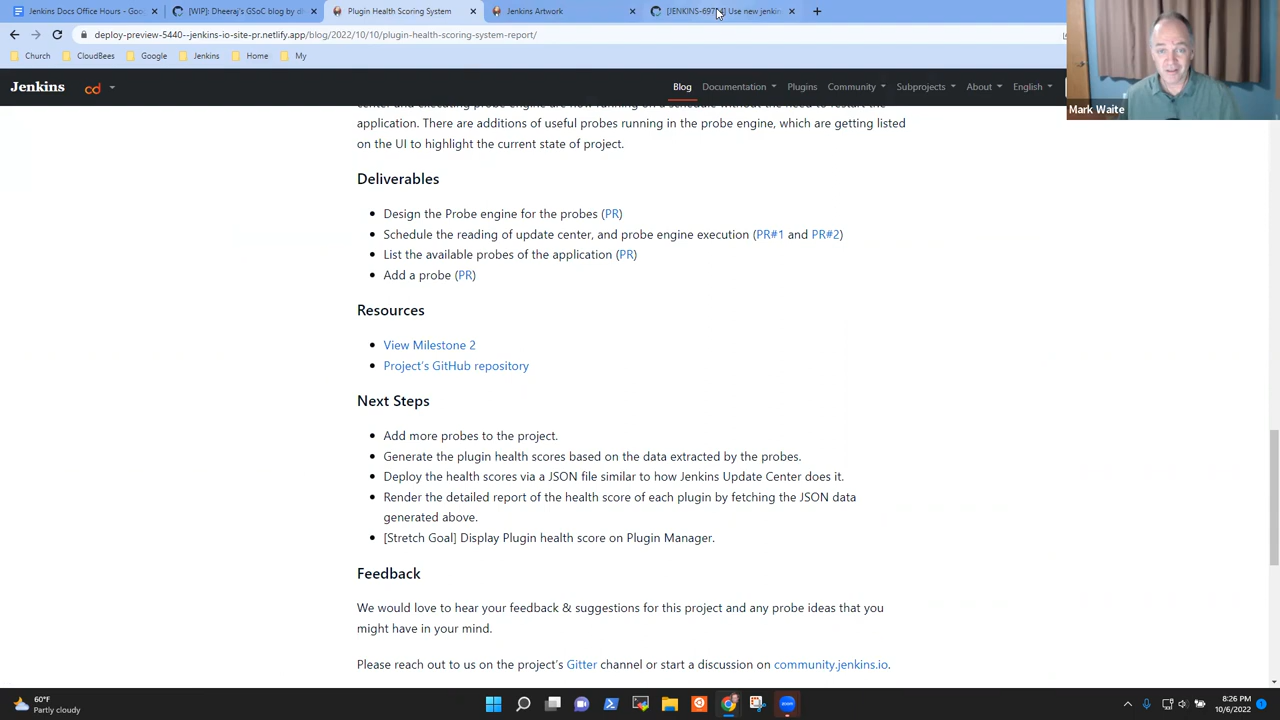 Jenkins Docs Office Hours - Goo
[WIP]: Dheeraj's GSoC blog by dh
Plugin Health Scoring System
Jenkins Artwork
Use new jenkin
deploy-preview-5440--jenkins-io-site-pr.netlify.app/blog/2022/10/10/plugin-health-scoring-system-report/
Church CloudBees Google Jenkins Home My
Mark Waite
Jenkins cd Blog Documentation Plugins Community Subprojects About English
center and executing probe engine are now running on a schedule without the need to restart the
application. There are additions of useful probes running in the probe engine, which are getting listed
on the UI to highlight the current state of project.
Deliverables
• Design the Probe engine for the probes (PR)
• Schedule the reading of update center, and probe engine execution (PR#1 and PR#2)
• List the available probes of the application (PR)
• Add a probe (PR)
Resources
• View Milestone 2
• Project's GitHub repository
Next Steps
• Add more probes to the project.
• Generate the plugin health scores based on the data extracted by the probes.
• Deploy the health scores via a JSON file similar to how Jenkins Update Center does it.
• Render the detailed report of the health score of each plugin by fetching the JSON data
generated above.
• [Stretch Goal] Display Plugin health score on Plugin Manager.
Feedback
We would love to hear your feedback & suggestions for this project and any probe ideas that you
might have in your mind.
Please reach out to us on the project's Gitter channel or start a discussion on community.jenkins.io.
60°F
Partly cloudy
8:26 PM
10/6/2022